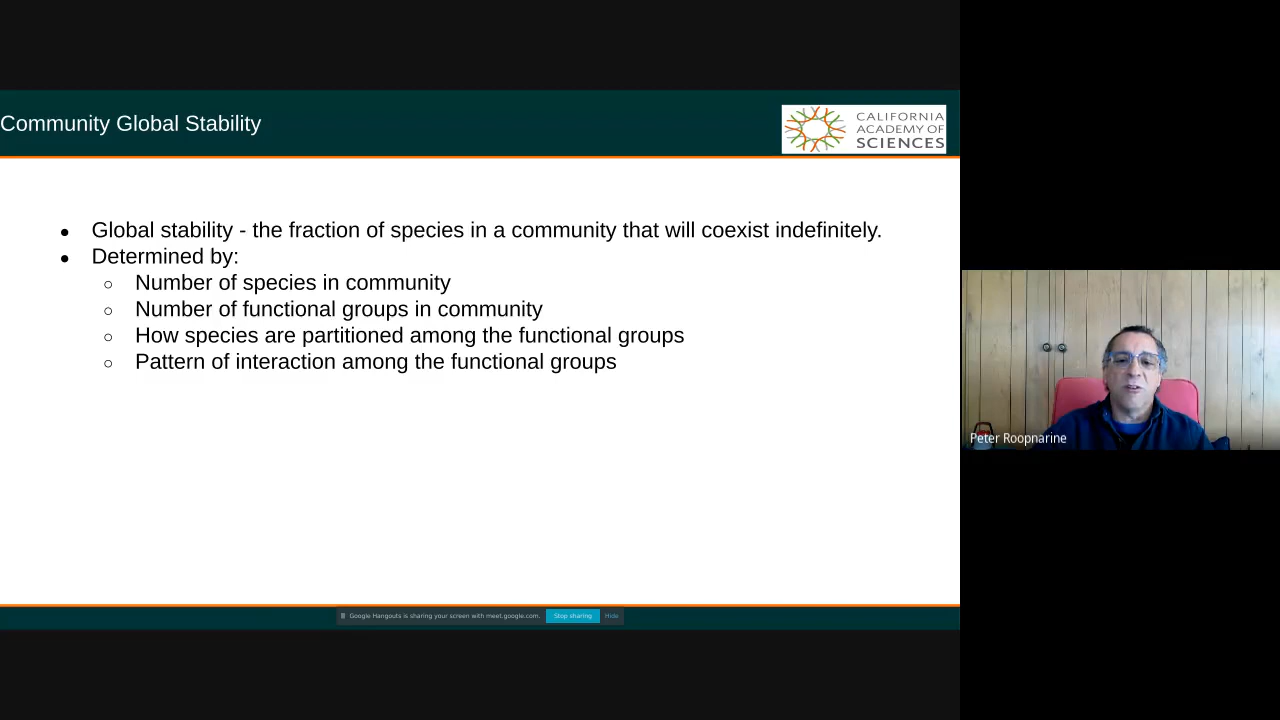 Community Global Stability
CALIFORNIA
ACADEMY OF
SCIENCES
● Global stability - the fraction of species in a community that will coexist indefinitely.
● Determined by:
○ Number of species in community
○ Number of functional groups in community
○ How species are partitioned among the functional groups
○ Pattern of interaction among the functional groups
Peter Roopnarine
Google Hangouts is sharing your screen with meet.google.com. Stop sharing Hide